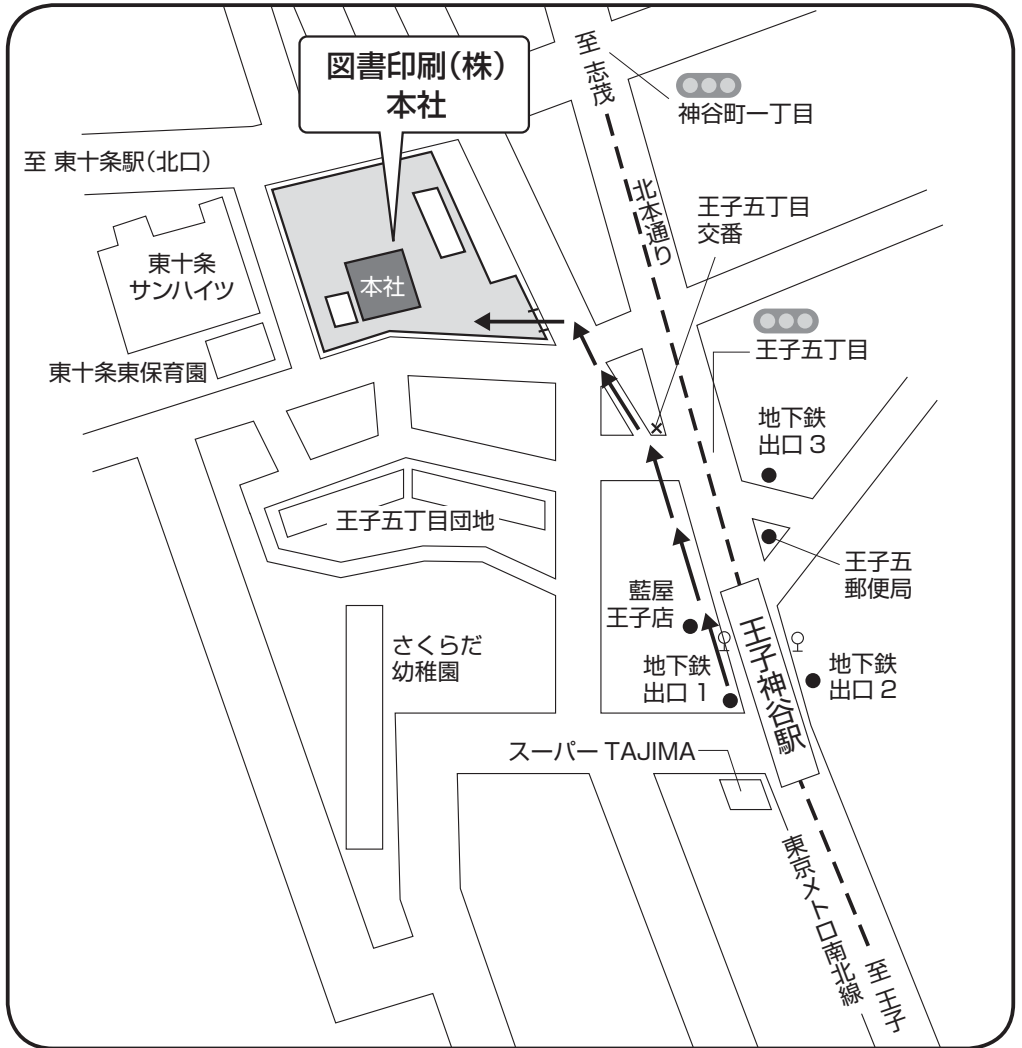 図書印刷(株)
本社
至 志茂
神谷町一丁目
至 東十条駅(北口)
北本通り
王子五丁目
交番
東十条
サンハイツ
本社
王子五丁目
東十条東保育園
地下鉄
出口 3
王子五丁目団地
王子五
郵便局
藍屋
王子店
さくらだ
幼稚園
地下鉄
出口 1
王子神谷駅
地下鉄
出口 2
スーパー TAJIMA
東京メトロ南北線
至 王子